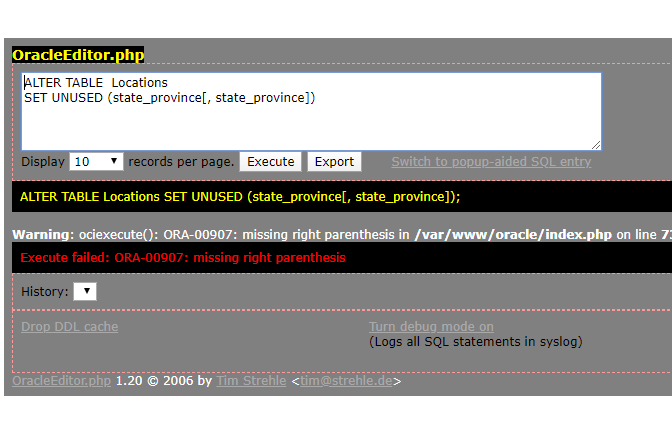 OracleEditor.php
ALTER TABLE  Locations
SET UNUSED (state_province[, state_province])
Display 10 records per page. Execute Export Switch to popup-aided SQL entry
ALTER TABLE Locations SET UNUSED (state_province[, state_province]);
Warning: ociexecute(): ORA-00907: missing right parenthesis in /var/www/oracle/index.php on line
Execute failed: ORA-00907: missing right parenthesis
History:
Drop DDL cache Turn debug mode on
(Logs all SQL statements in syslog)
OracleEditor.php 1.20 © 2006 by Tim Strehle <tim@strehle.de>